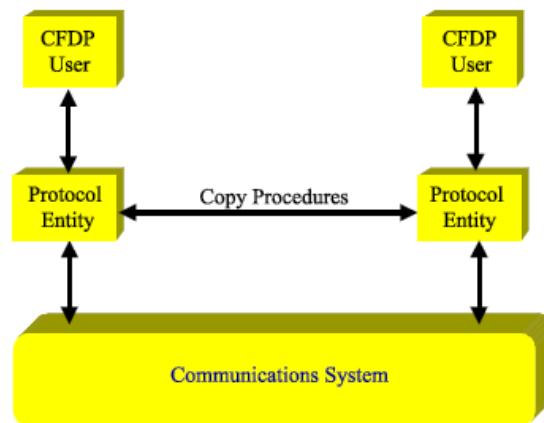 CFDP
User
CFDP
User
Protocol
Entity
Copy Procedures
Protocol
Entity
Communications System